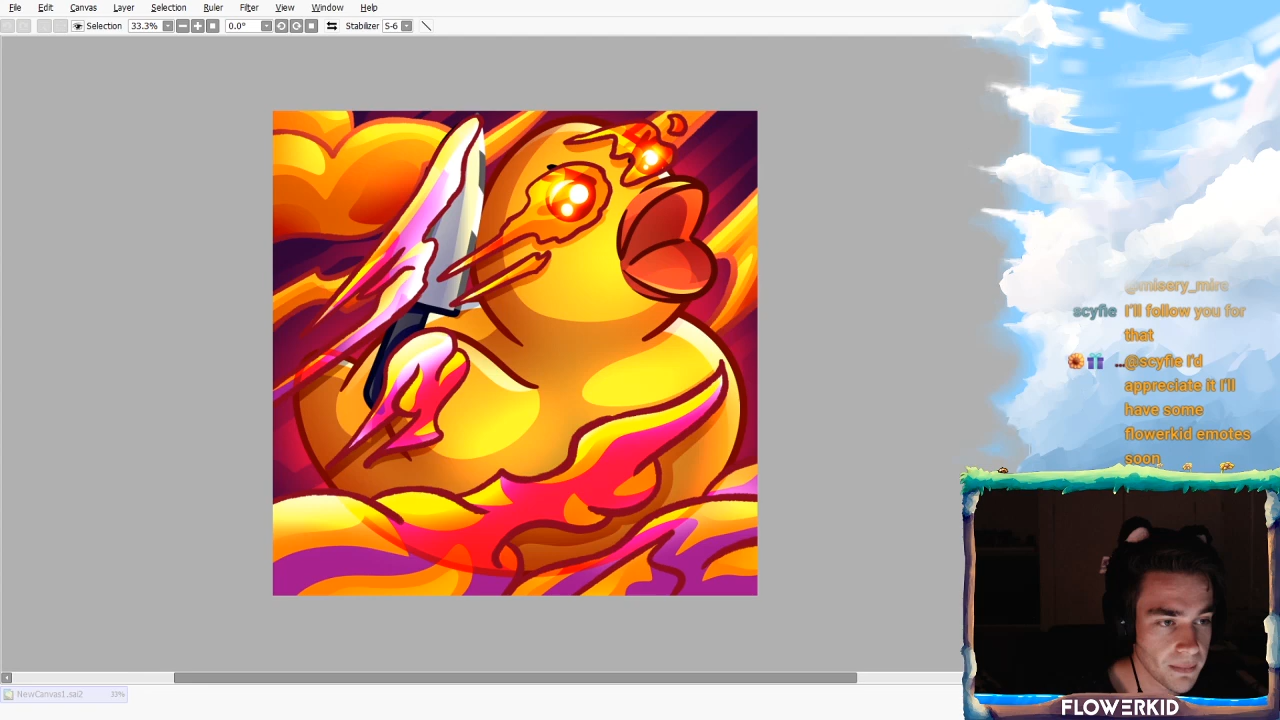 File Edit Canvas Layer Selection Ruler Filter View Window Help
Selection 33.3% 0.0° Stabilizer S-6
@misery_mire
scyfie I'll follow you for
that
...@scyfie I'd
appreciate it I'll
have some
flowerkid emotes
soon
NewCanvas1.sai2 33%
FLOWERKID